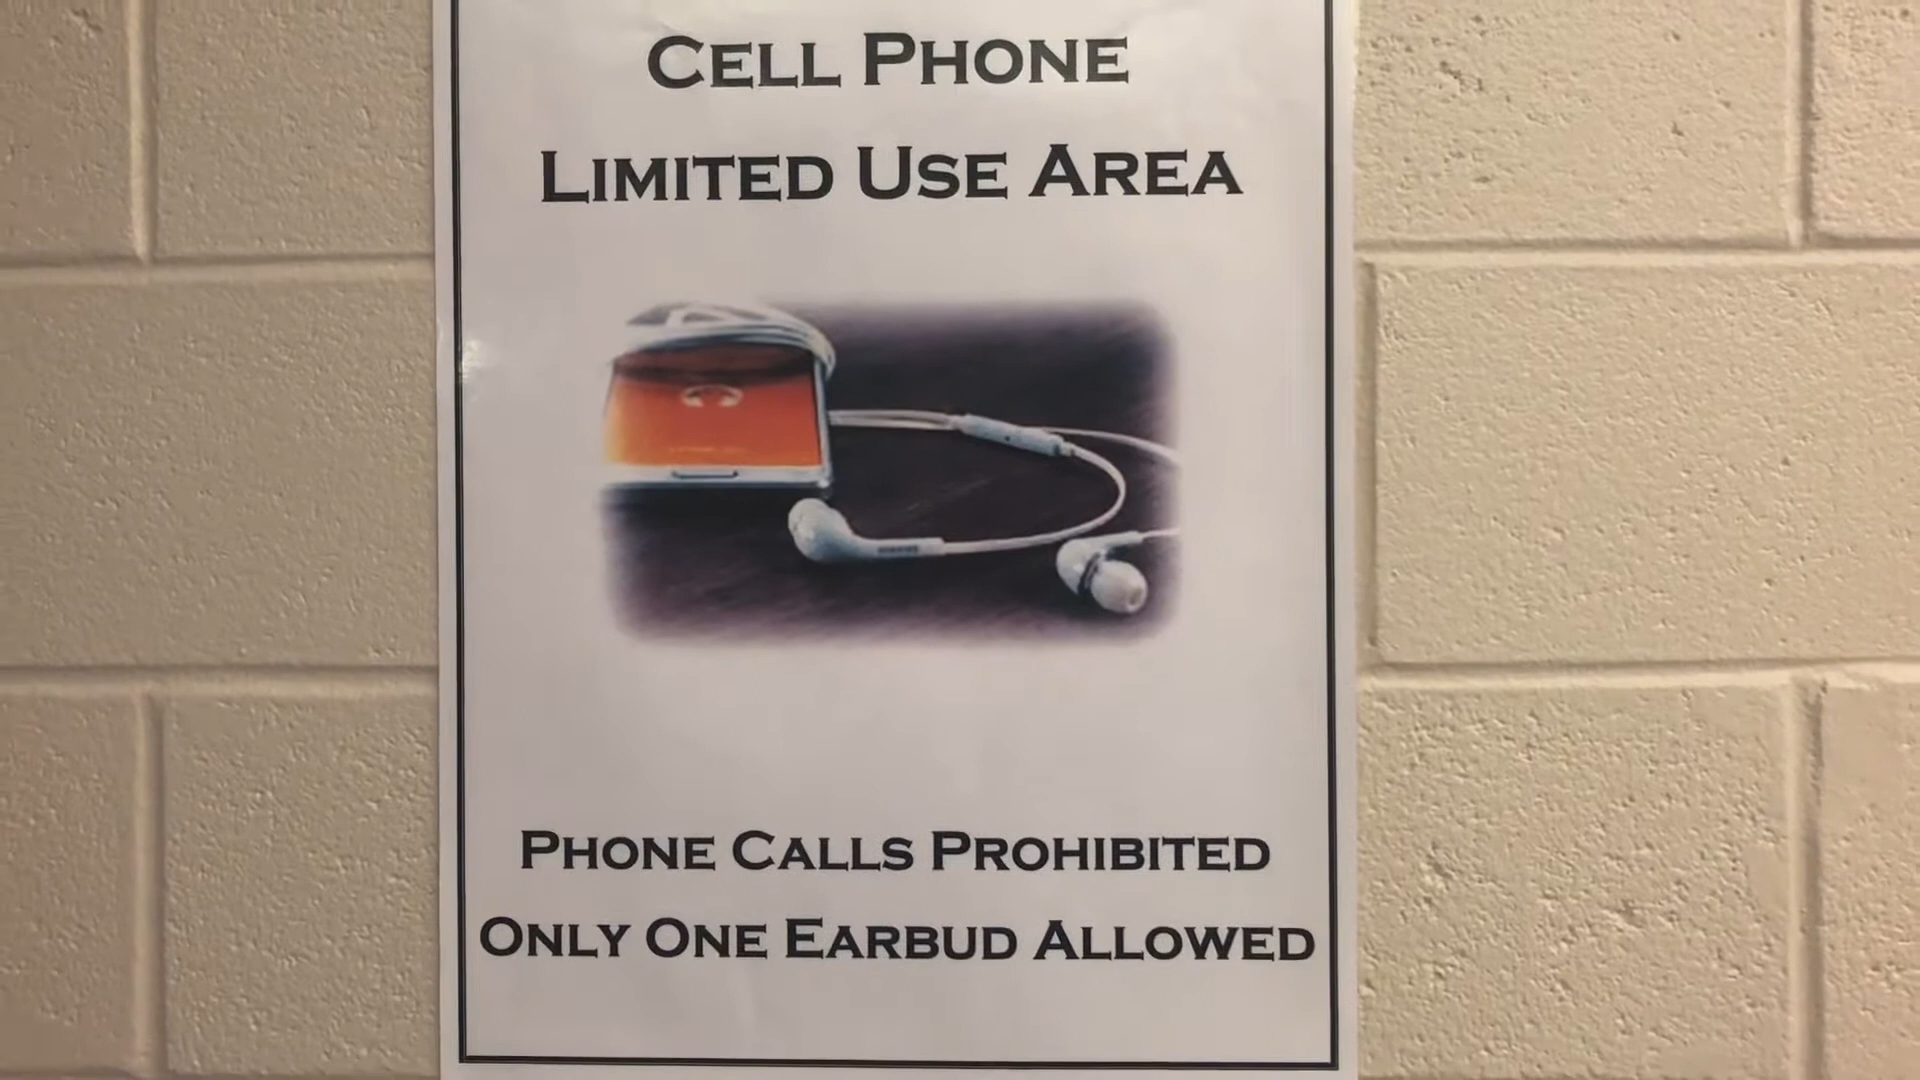 CELL PHONE
LIMITED USE AREA
PHONE CALLS PROHIBITED
ONLY ONE EARBUD ALLOWED